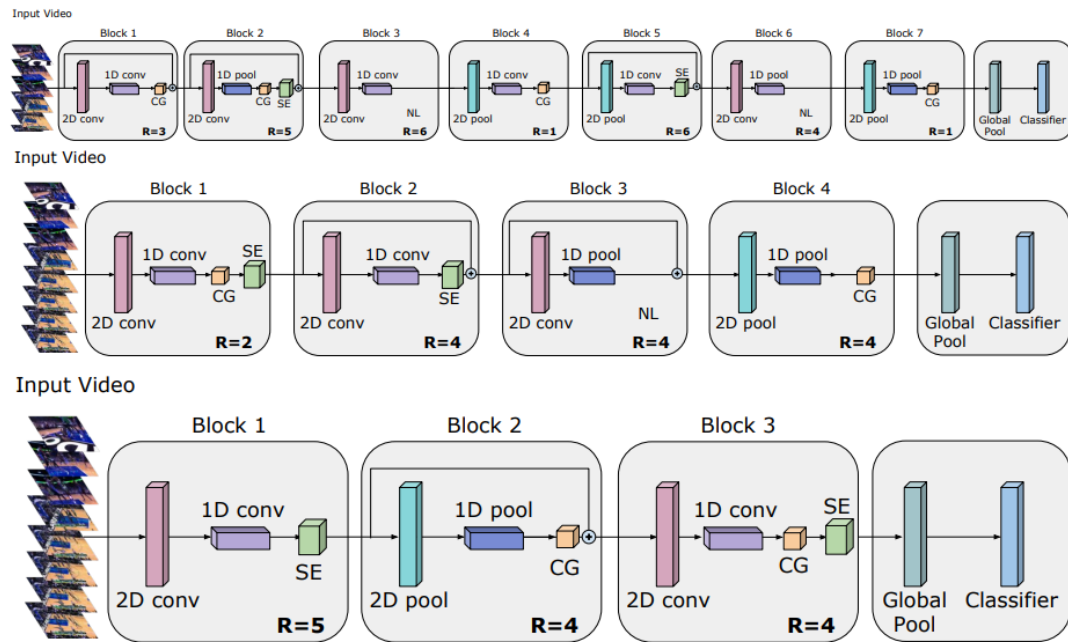 Input Video
Block 1 Block 2 Block 3 Block 4 Block 5 Block 6 Block 7
1D conv 1D pool 1D conv 1D conv 1D conv SE 1D pool 1D pool
CG CG SE CG CG
2D conv 2D conv 2D conv NL 2D pool 2D pool 2D conv NL 2D pool Global Pool Classifier
R=3 R=5 R=6 R=1 R=6 R=4 R=1
Input Video
Block 1 Block 2 Block 3 Block 4
1D conv SE 1D conv 1D pool 1D pool
CG SE CG
2D conv 2D conv 2D conv NL 2D pool Global Pool Classifier
R=2 R=4 R=4 R=4
Input Video
Block 1 Block 2 Block 3
1D conv 1D pool 1D conv SE
SE CG CG
2D conv 2D pool 2D conv Global Pool Classifier
R=5 R=4 R=4